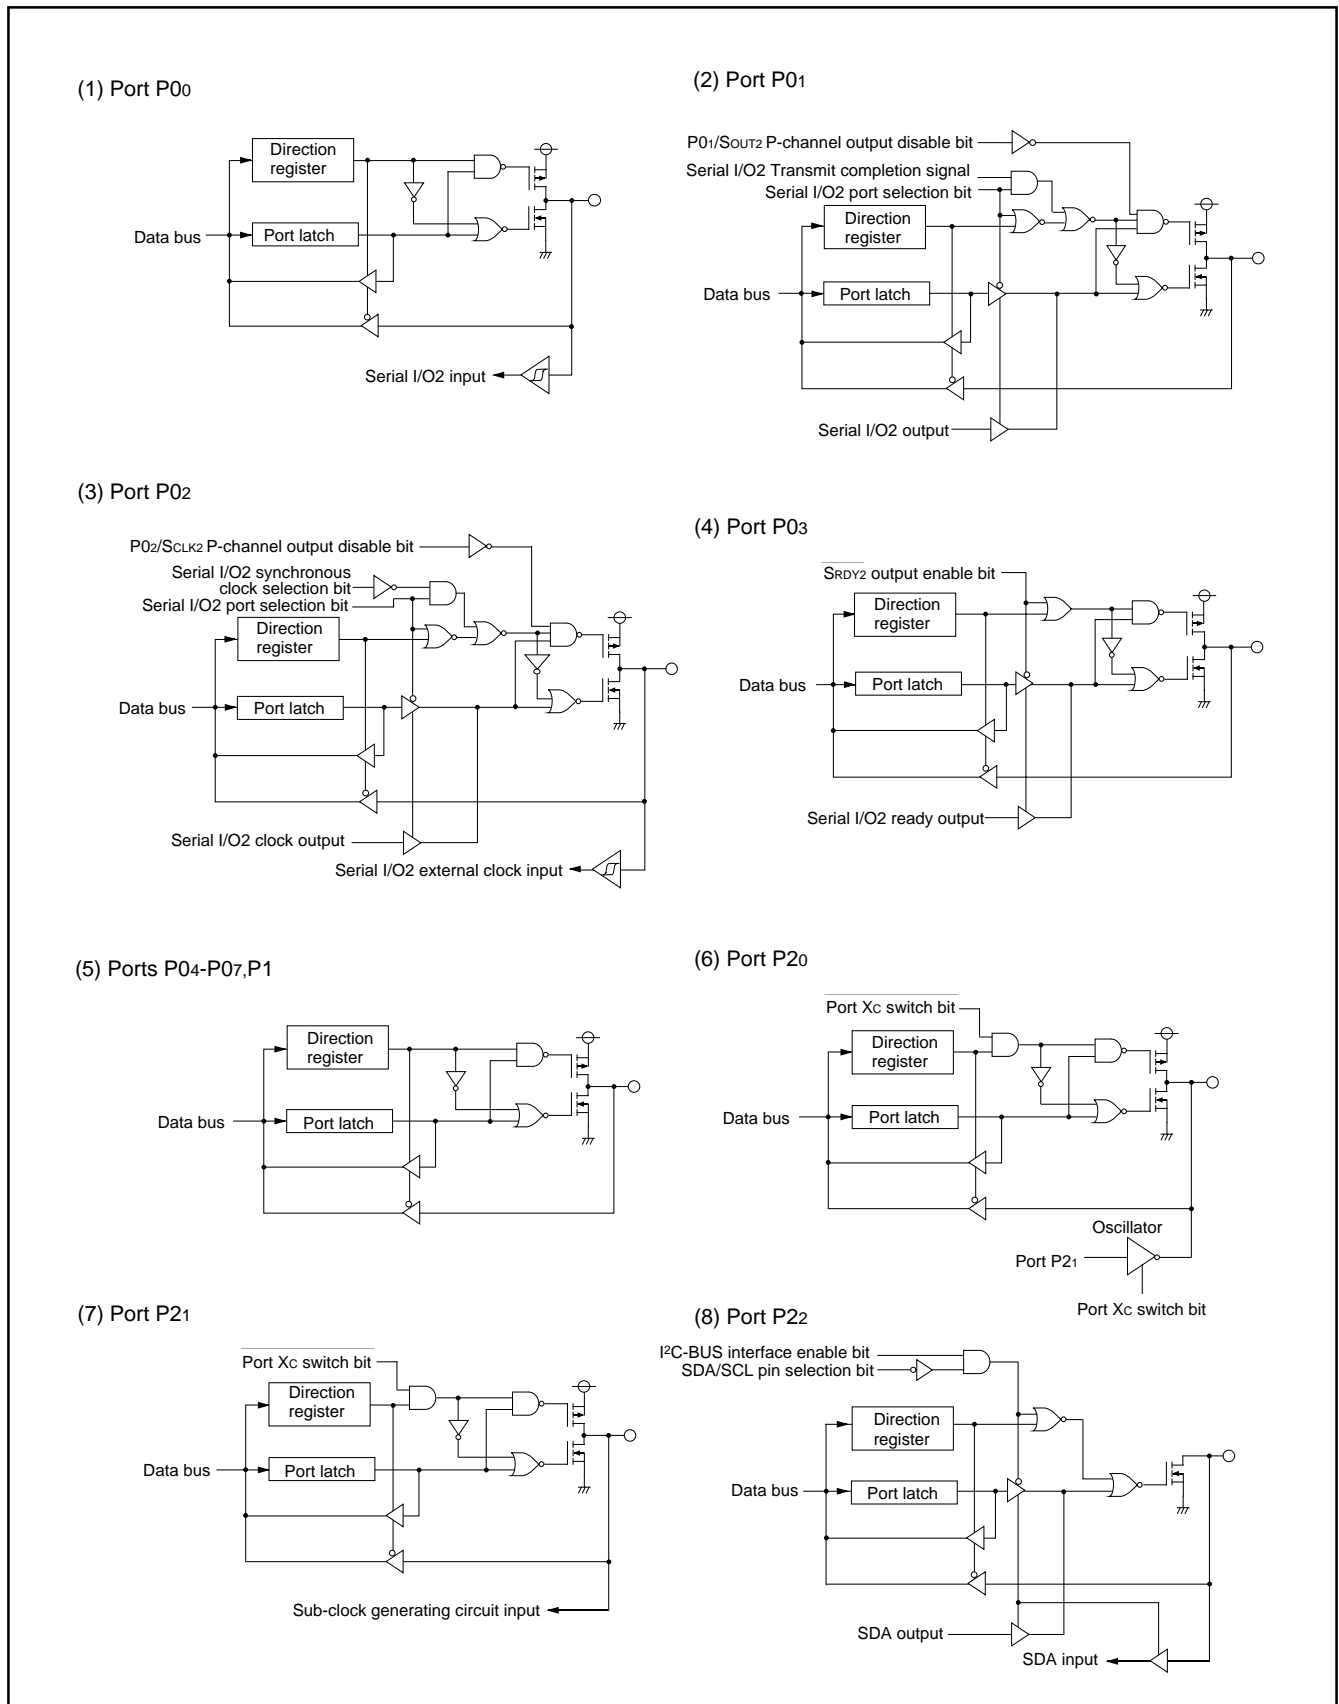 (1) Port P00
Direction
register
Data bus
Port latch
Serial I/O2 input
(2) Port P01
P01/SOUT2 P-channel output disable bit
Serial I/O2 Transmit completion signal
Serial I/O2 port selection bit
Direction
register
Data bus
Port latch
Serial I/O2 output
(3) Port P02
P02/SCLK2 P-channel output disable bit
Serial I/O2 synchronous
clock selection bit
Serial I/O2 port selection bit
Direction
register
Data bus
Port latch
Serial I/O2 clock output
Serial I/O2 external clock input
(4) Port P03
SRDY2 output enable bit
Direction
register
Data bus
Port latch
Serial I/O2 ready output
(5) Ports P04-P07,P1
Direction
register
Data bus
Port latch
(6) Port P20
Port XC switch bit
Direction
register
Data bus
Port latch
Oscillator
Port P21
Port XC switch bit
(7) Port P21
Port XC switch bit
Direction
register
Data bus
Port latch
Sub-clock generating circuit input
(8) Port P22
I²C-BUS interface enable bit
SDA/SCL pin selection bit
Direction
register
Data bus
Port latch
SDA output
SDA input